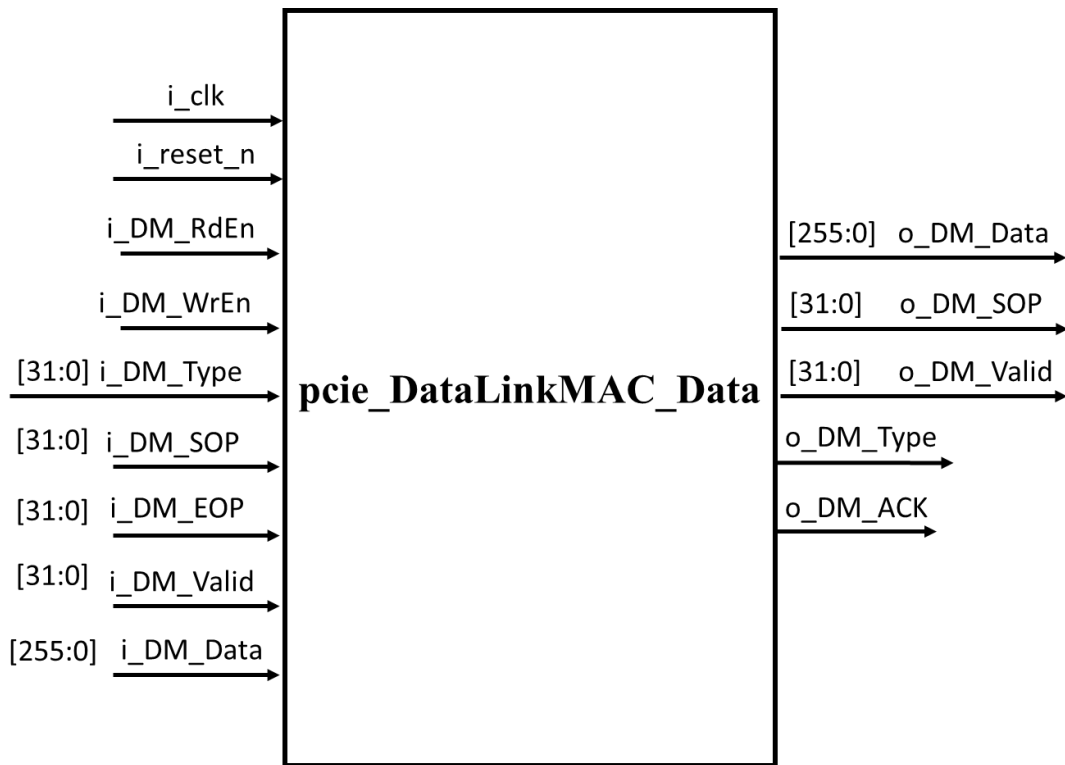 i_clk
i_reset_n
i_DM_RdEn
i_DM_WrEn
[31:0] i_DM_Type
[31:0] i_DM_SOP
[31:0] i_DM_EOP
[31:0] i_DM_Valid
[255:0] i_DM_Data
pcie_DataLinkMAC_Data
[255:0] o_DM_Data
[31:0] o_DM_SOP
[31:0] o_DM_Valid
o_DM_Type
o_DM_ACK